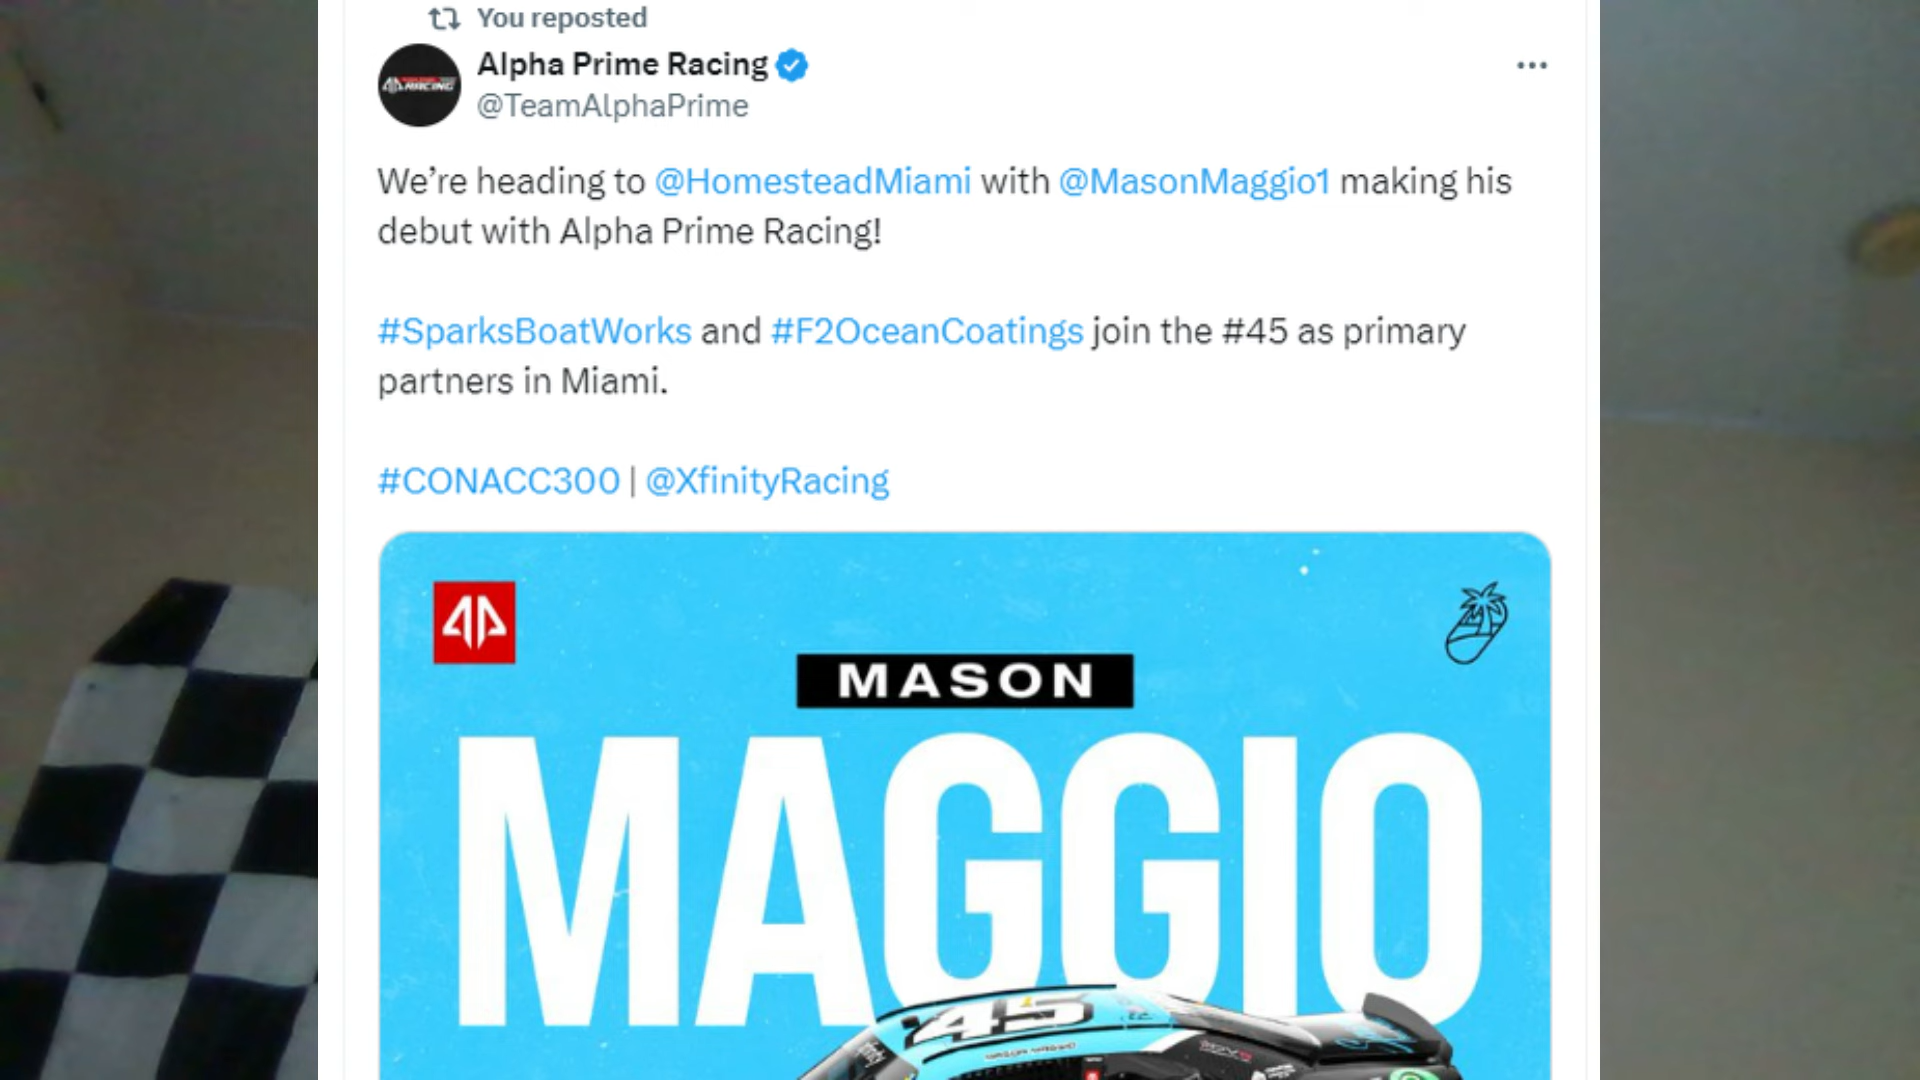 You reposted
Alpha Prime Racing
@TeamAlphaPrime
We’re heading to @HomesteadMiami with @MasonMaggio1 making his
debut with Alpha Prime Racing!
#SparksBoatWorks and #F2OceanCoatings join the #45 as primary
partners in Miami.
#CONACC300 | @XfinityRacing
MASON
MAGGIO
45